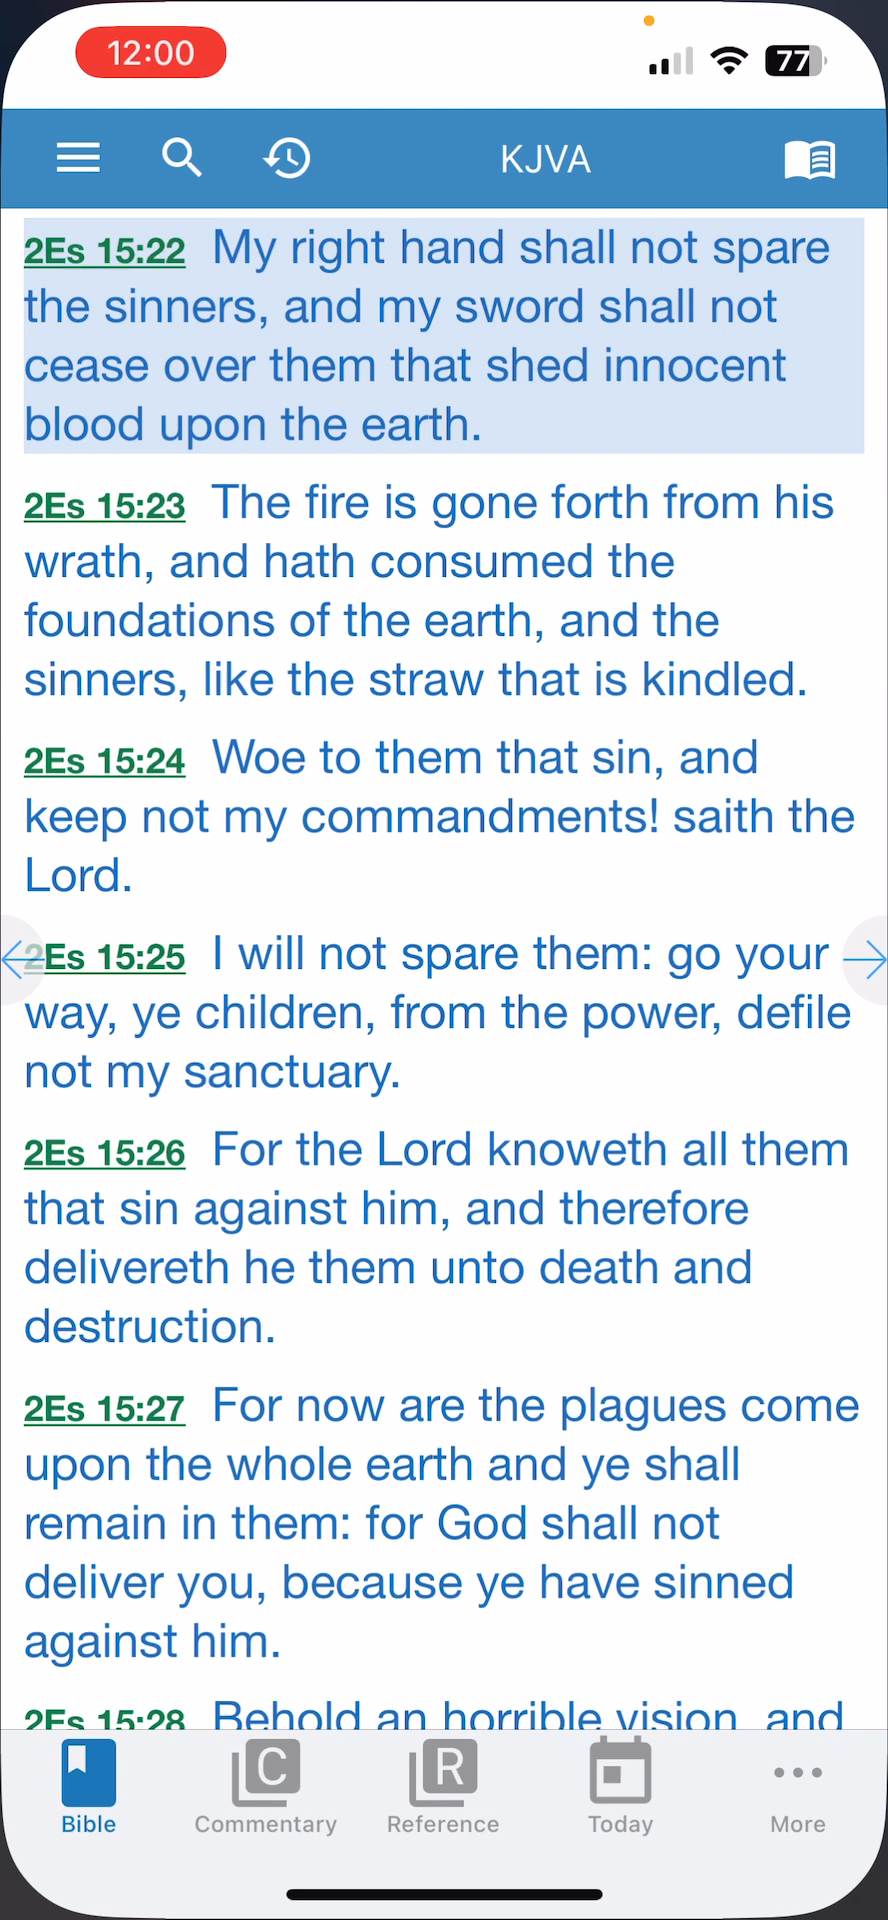 12:00
77
KJVA
2Es 15:22 My right hand shall not spare
the sinners, and my sword shall not
cease over them that shed innocent
blood upon the earth.
2Es 15:23 The fire is gone forth from his
wrath, and hath consumed the
foundations of the earth, and the
sinners, like the straw that is kindled.
2Es 15:24 Woe to them that sin, and
keep not my commandments! saith the
Lord.
2Es 15:25 I will not spare them: go your
way, ye children, from the power, defile
not my sanctuary.
2Es 15:26 For the Lord knoweth all them
that sin against him, and therefore
delivereth he them unto death and
destruction.
2Es 15:27 For now are the plagues come
upon the whole earth and ye shall
remain in them: for God shall not
deliver you, because ye have sinned
against him.
2Es 15:28 Behold an horrible vision, and
C
R
Bible
Commentary
Reference
Today
More